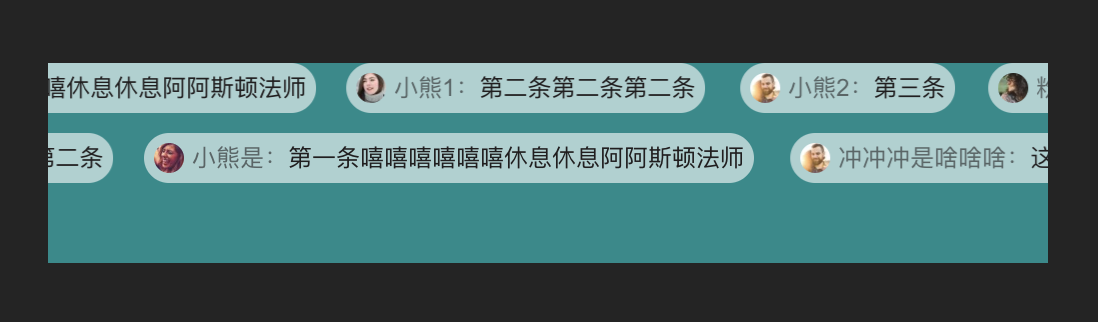 嘻休息休息阿阿斯顿法师 小熊1：第二条第二条第二条 小熊2：第三条
第二条 小熊是：第一条嘻嘻嘻嘻嘻嘻休息休息阿阿斯顿法师 冲冲冲是啥啥啥：这